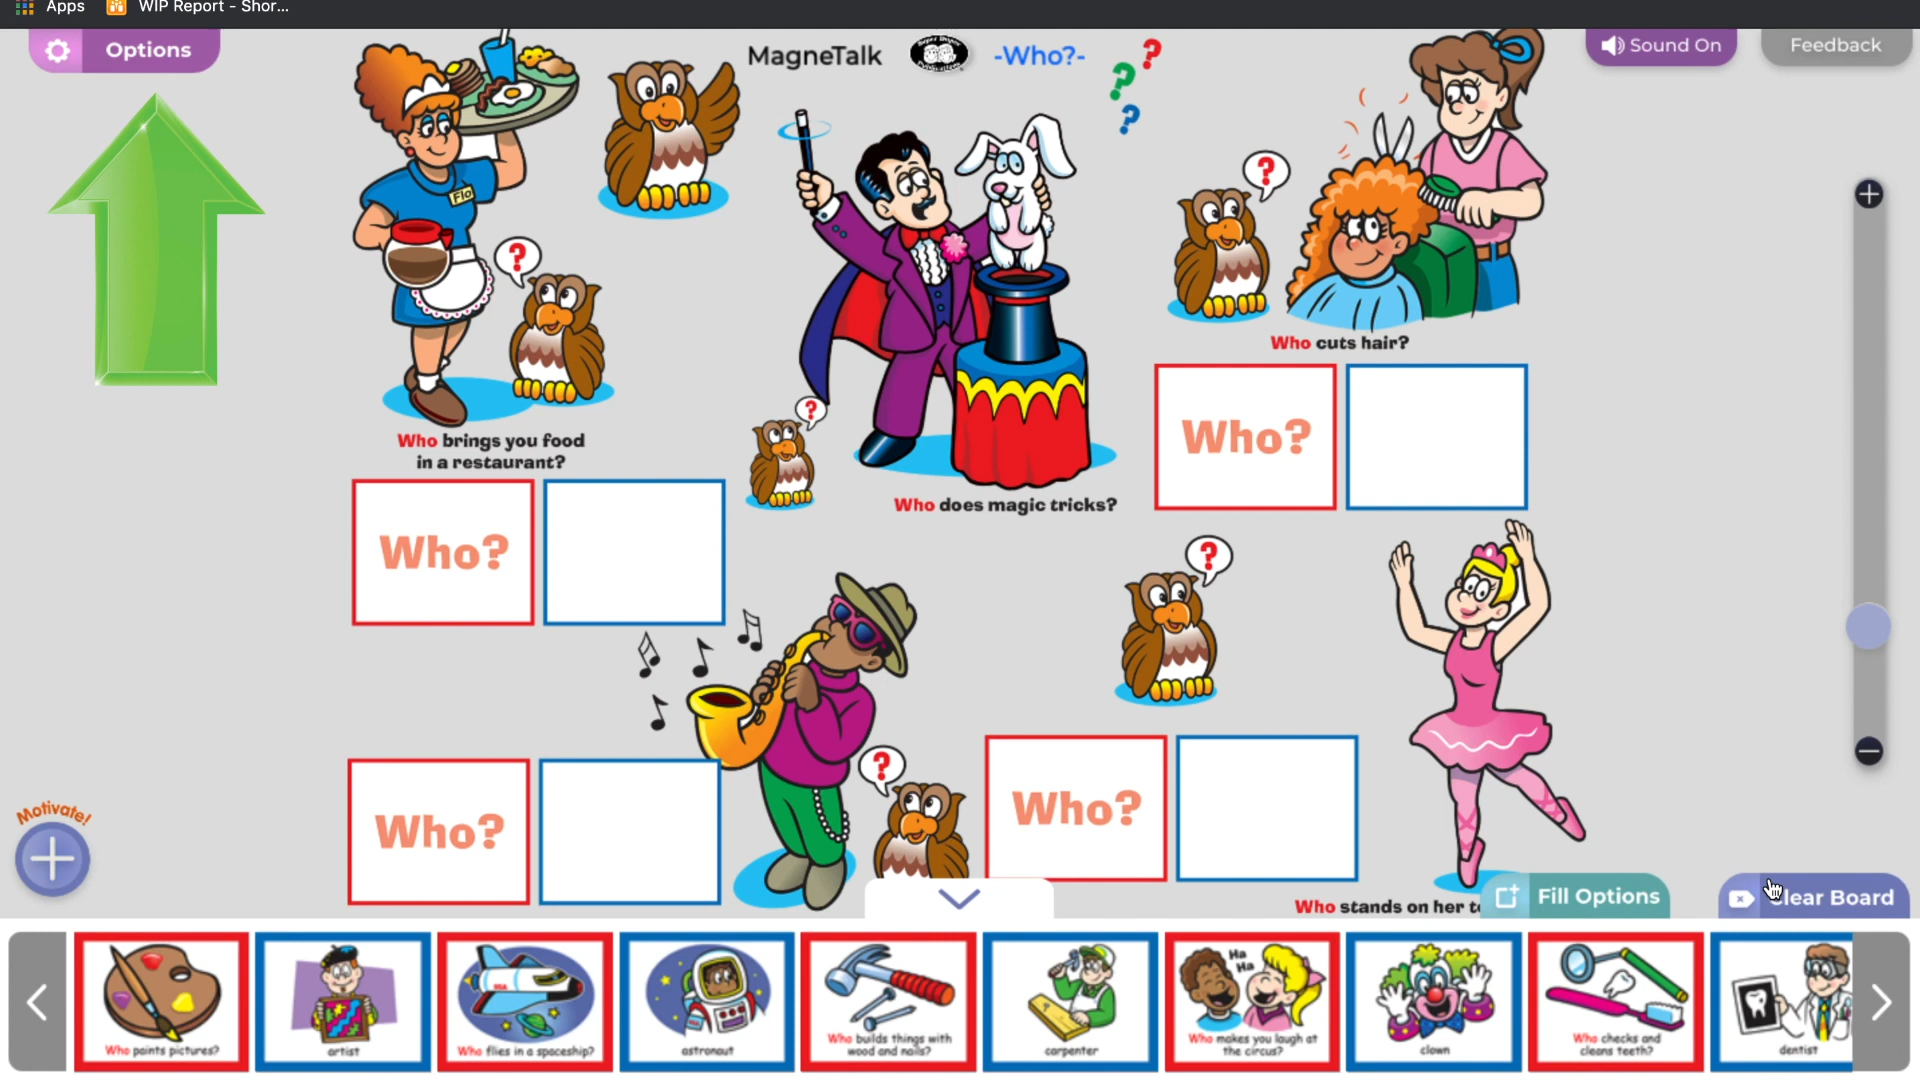 Apps WIP Report - Shor...
Options
MagneTalk
-Who?-
Sound On
Feedback
Flo
?
?
?
?
?
?
Who cuts hair?
Who brings you food
in a restaurant?
?
Who?
Who does magic tricks?
Who?
?
?
Who?
Who?
Motivate!
Who stands on her t
Fill Options
lear Board
Ha
Ha
Who paints pictures?
artist
Who flies in a spaceship?
astronaut
Who builds things with
wood and nails?
carpenter
Who makes you laugh at
the circus?
clown
Who checks and
cleans teeth?
dentist